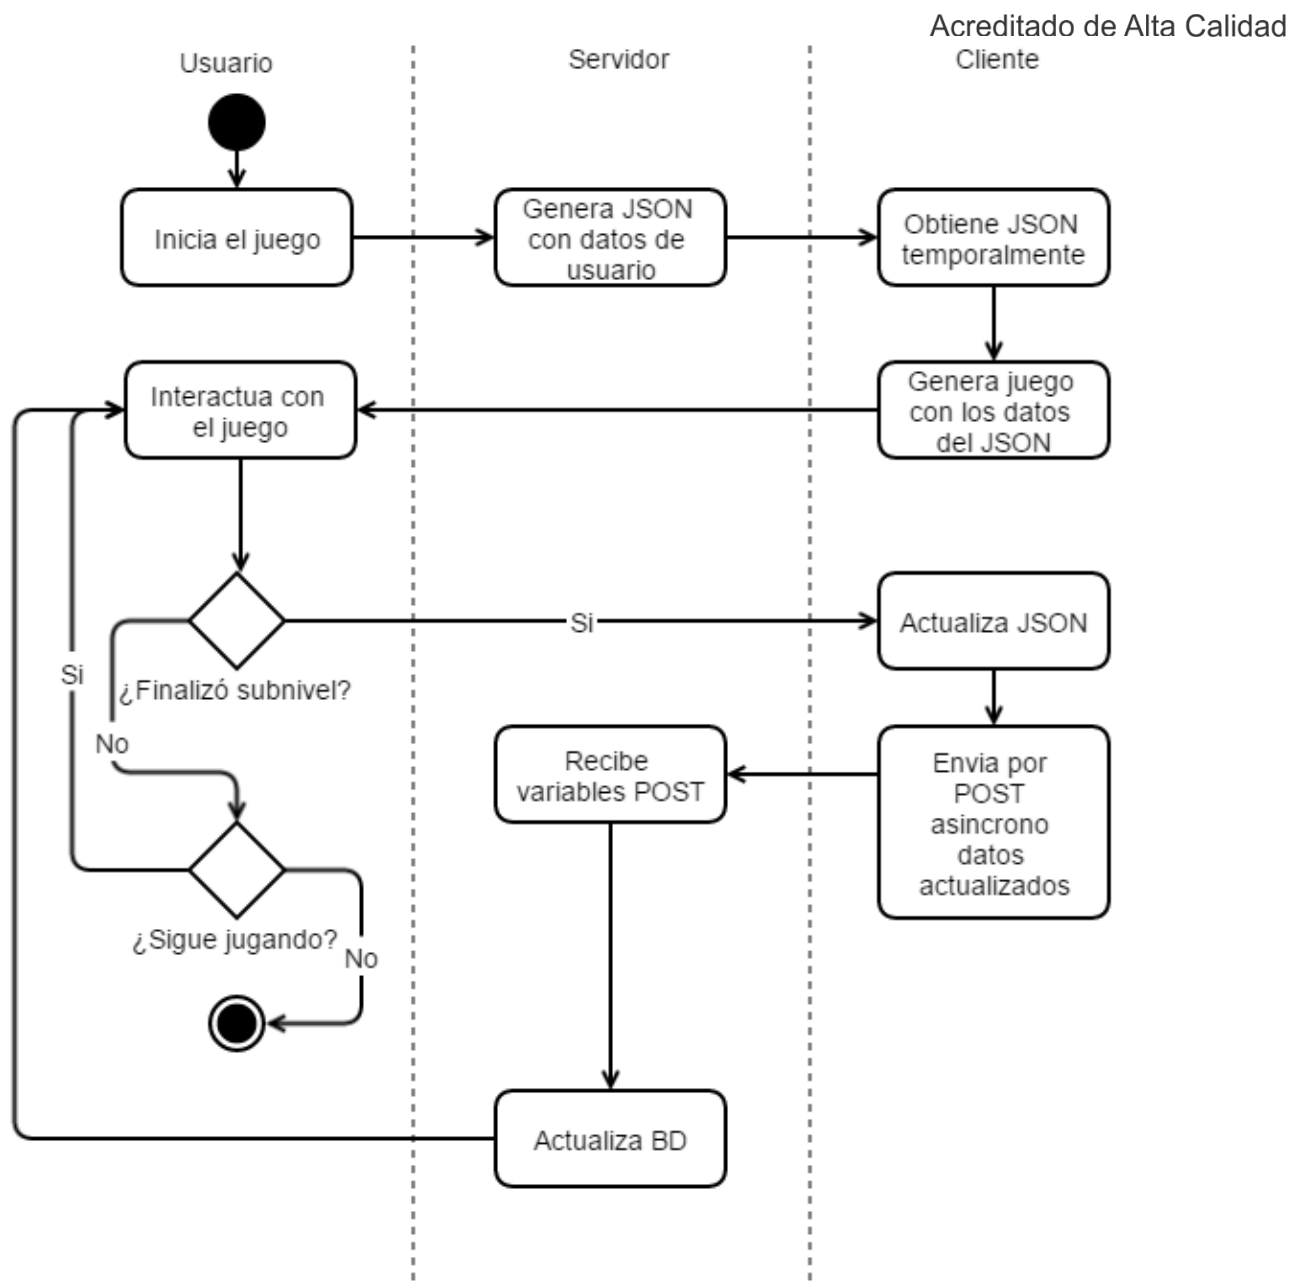 Acreditado de Alta Calidad
Usuario
Servidor
Cliente
Inicia el juego
Genera JSON
con datos de
usuario
Obtiene JSON
temporalmente
Interactua con
el juego
Genera juego
con los datos
del JSON
Si
Actualiza JSON
Si
¿Finalizó subnivel?
No
Recibe
variables POST
Envia por
POST
asincrono
datos
actualizados
¿Sigue jugando?
No
Actualiza BD